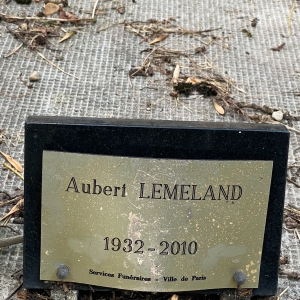 Aubert LEMELAND
1932-2010
Services Funéraires - Ville de Paris